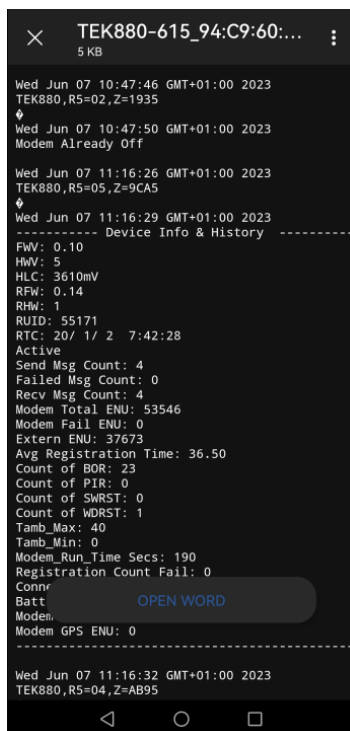 TEK880-615_94:C9:60:...
5 KB
Wed Jun 07 10:47:46 GMT+01:00 2023
TEK880,R5=02,Z=1935
�
Wed Jun 07 10:47:50 GMT+01:00 2023
Modem Already Off
Wed Jun 07 11:16:26 GMT+01:00 2023
TEK880,R5=05,Z=9CA5
�
Wed Jun 07 11:16:29 GMT+01:00 2023
----------- Device Info & History ----------
FWV: 0.10
HWV: 5
HLC: 3610mV
RFW: 0.14
RHW: 1
RUID: 55171
RTC: 20/ 1/ 2  7:42:28
Active
Send Msg Count: 4
Failed Msg Count: 0
Recv Msg Count: 4
Modem Total ENU: 53546
Modem Fail ENU: 0
Extern ENU: 37673
Avg Registration Time: 36.50
Count of BOR: 23
Count of PIR: 0
Count of SWRST: 0
Count of WDRST: 1
Tamb_Max: 40
Tamb_Min: 0
Modem_Run_Time Secs: 190
Registration Count Fail: 0
Conne
Batt
OPEN WORD
Modem
Modem GPS ENU: 0
--------------------------------------------
Wed Jun 07 11:16:32 GMT+01:00 2023
TEK880,R5=04,Z=AB95